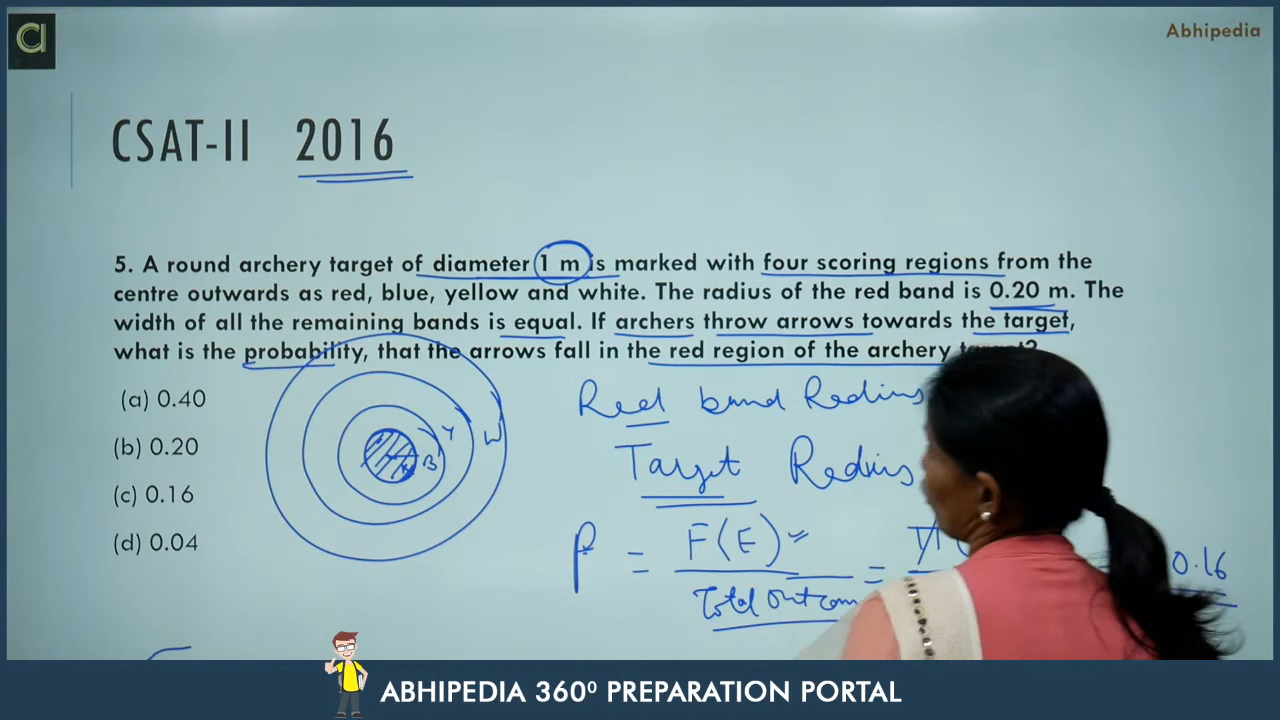 Abhipedia
CSAT-II 2016
5. A round archery target of diameter 1 m is marked with four scoring regions from the
centre outwards as red, blue, yellow and white. The radius of the red band is 0.20 m. The
width of all the remaining bands is equal. If archers throw arrows towards the target,
what is the probability, that the arrows fall in the red region of the archery
(a) 0.40
(b) 0.20
(c) 0.16
(d) 0.04
B Y W
Red band Radius
Target Radius
P = F(E) =
Total outcom
0.16
ABHIPEDIA 360⁰ PREPARATION PORTAL